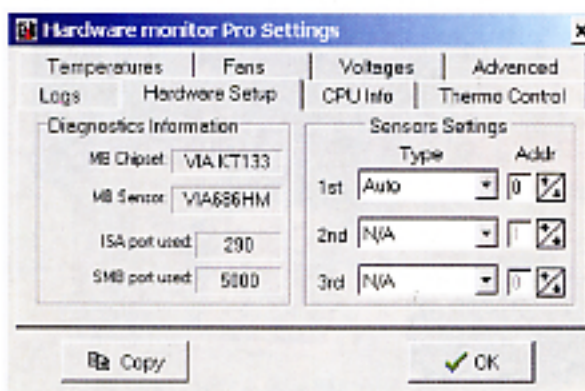 Hardware monitor Pro Settings
Temperatures Fans Voltages Advanced
Logs Hardware Setup CPU Info Thermo Control
Diagnostics Information
MB Chipset: VIA KT133
MB Sensor: VIA686HM
ISA port used: 290
SMB port used: 5000
Sensors Settings
Type Addr
1st Auto 0
2nd N/A
3rd N/A 0
Copy OK